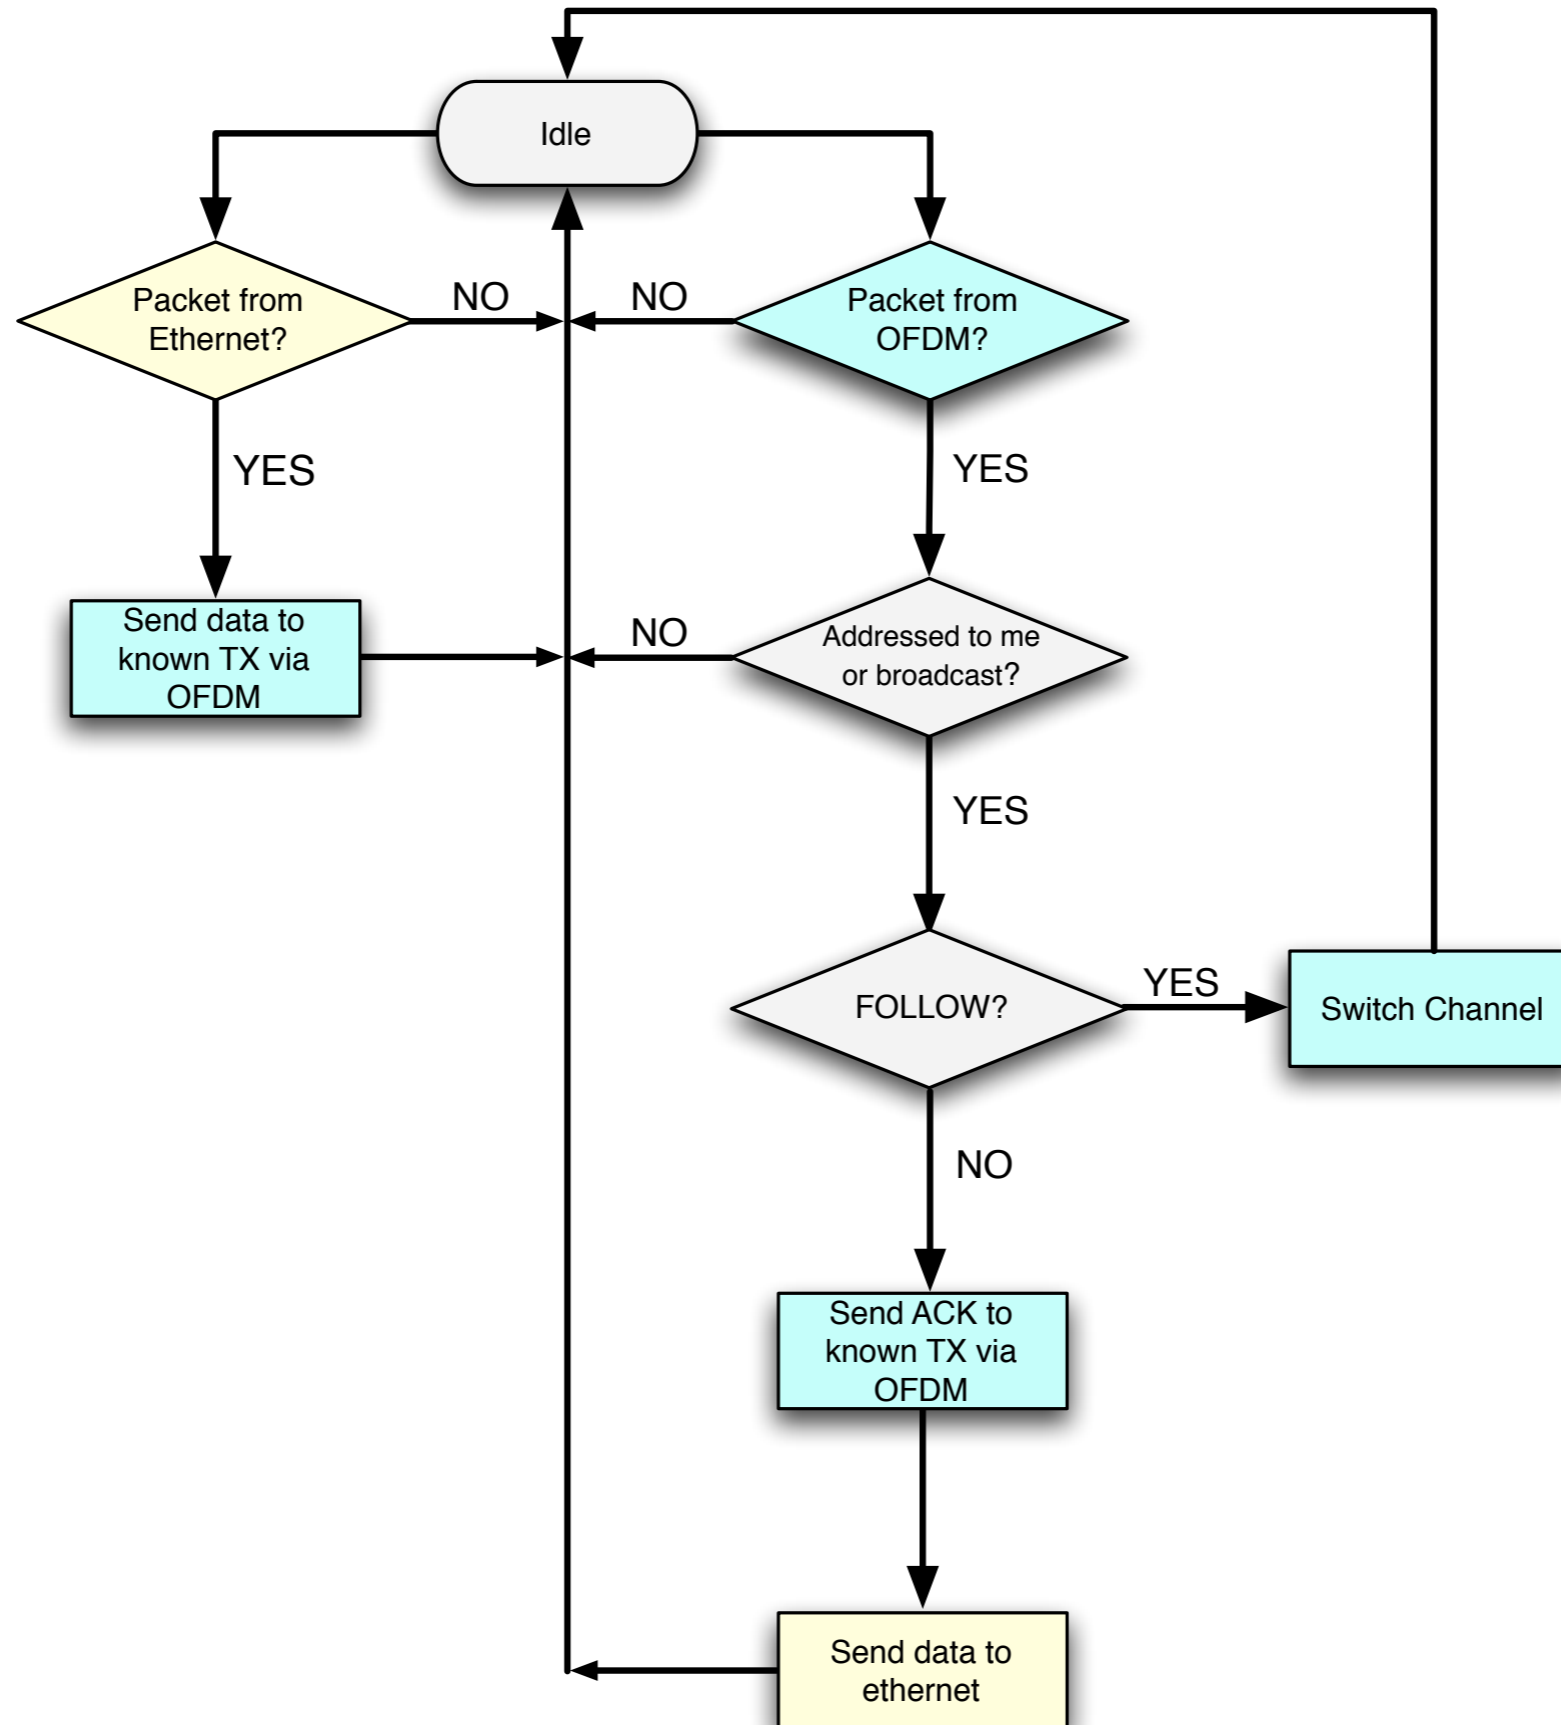 Idle
Packet from
Ethernet?
NO
NO
Packet from
OFDM?
YES
YES
Send data to
known TX via
OFDM
NO
Addressed to me
or broadcast?
YES
FOLLOW?
YES
Switch Channel
NO
Send ACK to
known TX via
OFDM
Send data to
ethernet